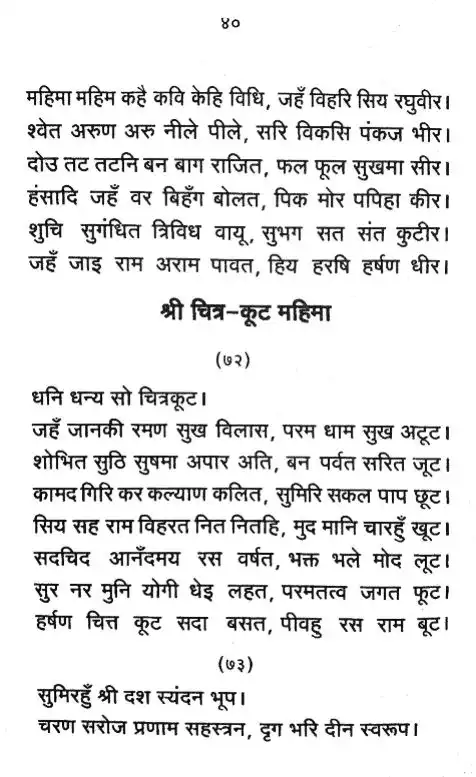 ४०
महिमा महिम कहै कवि केहि विधि, जहँ विहरि सिय रघुवीर।
श्वेत अरुण अरु नीले पीले, सरि विकसि पंकज भीर।
दोउ तट तटनि बन बाग राजित, फल फूल सुखमा सीर।
हंसादि जहँ वर बिहँग बोलत, पिक मोर पपिहा कीर।
शुचि सुगंधित त्रिविध वायू, सुभग सत संत कुटीर।
जहँ जाइ राम अराम पावत, हिय हरषि हर्षण धीर।
श्री चित्र-कूट महिमा
(७२)
धनि धन्य सो चित्रकूट।
जहँ जानकी रमण सुख विलास, परम धाम सुख अटूट।
शोभित सुठि सुषमा अपार अति, बन पर्वत सरित जूट।
कामद गिरि कर कल्याण कलित, सुमिरि सकल पाप छूट।
सिय सह राम विहरत नित नितहि, मुद मानि चारहुँ खूट।
सदचिद आनँदमय रस वर्षत, भक्त भले मोद लूट।
सुर नर मुनि योगी धेइ लहत, परमतत्व जगत फूट।
हर्षण चित्त कूट सदा बसत, पीवहु रस राम बूट।
(७३)
सुमिरहुँ श्री दश स्यंदन भूप।
चरण सरोज प्रणाम सहस्त्रन, दृग भरि दीन स्वरूप।